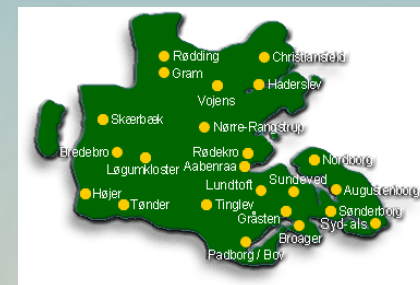 Rødding
Christiansfeld
Gram
Haderslev
Vojens
Skærbæk
Nørre-Rangstrup
Bredebro
Rødekro
Løgumkloster
Aabenraa
Nordborg
Lundtoft
Sundeved
Augustenborg
Højer
Tønder
Tinglev
Gråsten
Sønderborg
Broager
Syd-als
Padborg / Bov